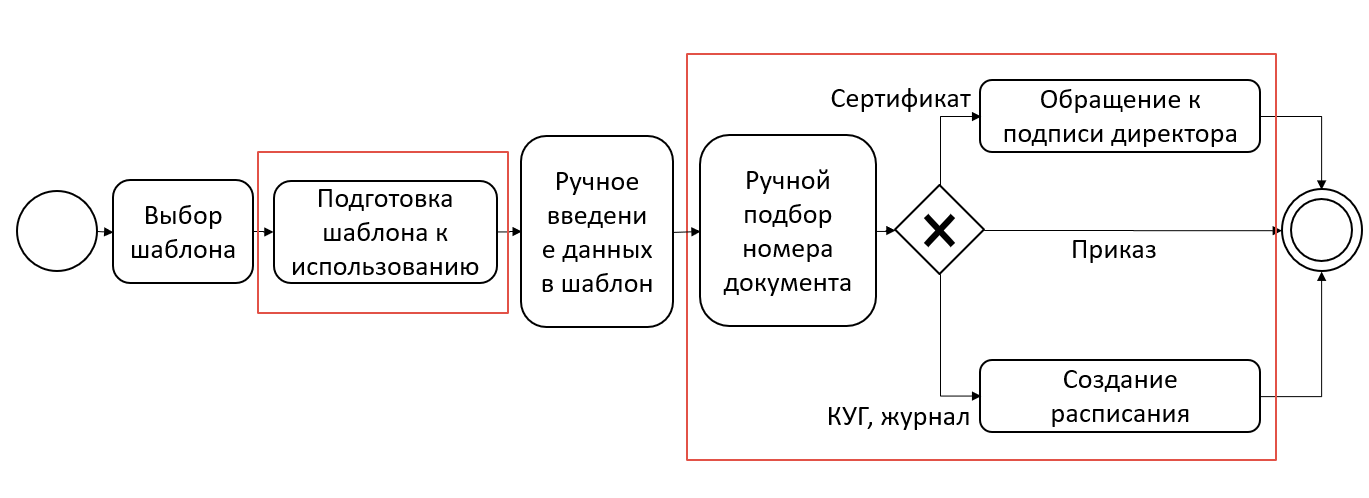 Выбор
шаблона
Подготовка
шаблона к
использованию
Ручное
введени
е данных
в шаблон
Ручной
подбор
номера
документа
Сертификат
Обращение к
подписи директора
Приказ
КУГ, журнал
Создание
расписания